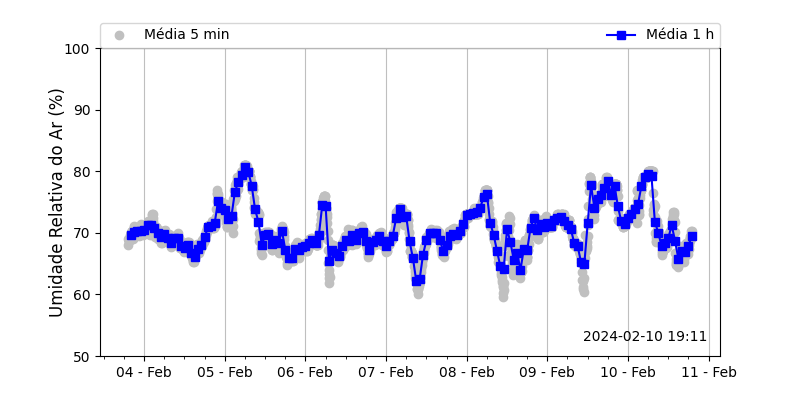 Média 5 min
Média 1 h
Umidade Relativa do Ar (%)
100
90
80
70
60
50
2024-02-10 19:11
04 - Feb
05 - Feb
06 - Feb
07 - Feb
08 - Feb
09 - Feb
10 - Feb
11 - Feb